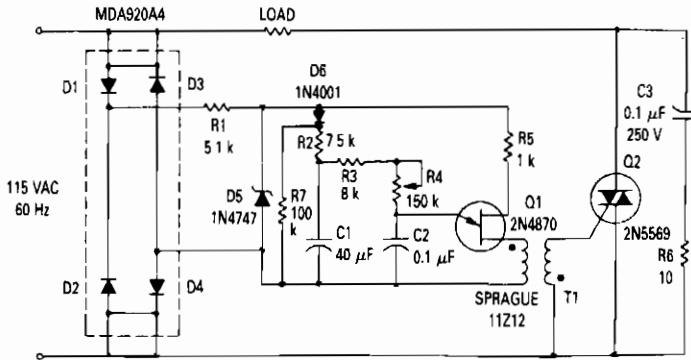 MDA920A4
LOAD
D1
D3
D6
1N4001
R1
5 1 k
R2
7 5 k
R3
8 k
R4
150 k
R5
1 k
C3
0.1 µF
250 V
Q2
115 VAC
60 Hz
D5
1N4747
R7
100
k
C1
40 µF
C2
0.1 µF
Q1
2N4870
2N5569
R6
10
D2
D4
SPRAGUE
11Z12
T1